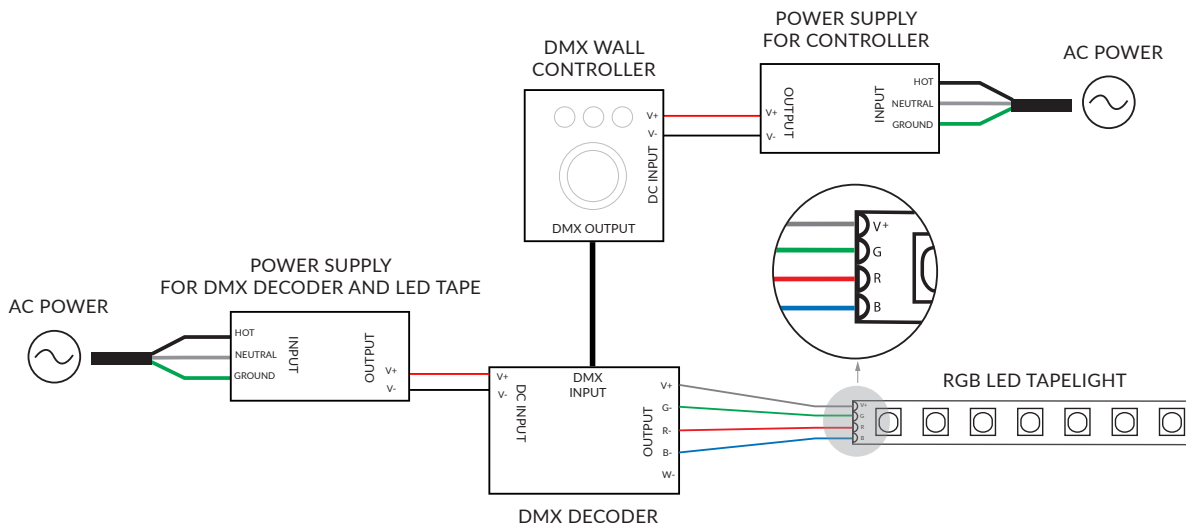 POWER SUPPLY
FOR CONTROLLER
DMX WALL
CONTROLLER
AC POWER
HOT
NEUTRAL
GROUND
INPUT
OUTPUT
V+
V-
V+
V-
DC INPUT
DMX OUTPUT
V+
G
R
B
POWER SUPPLY
FOR DMX DECODER AND LED TAPE
AC POWER
HOT
NEUTRAL
GROUND
INPUT
OUTPUT
V+
V-
V+
V-
DC INPUT
DMX
INPUT
OUTPUT
V+
G-
R-
B-
W-
RGB LED TAPELIGHT
V+
G
R
B
DMX DECODER